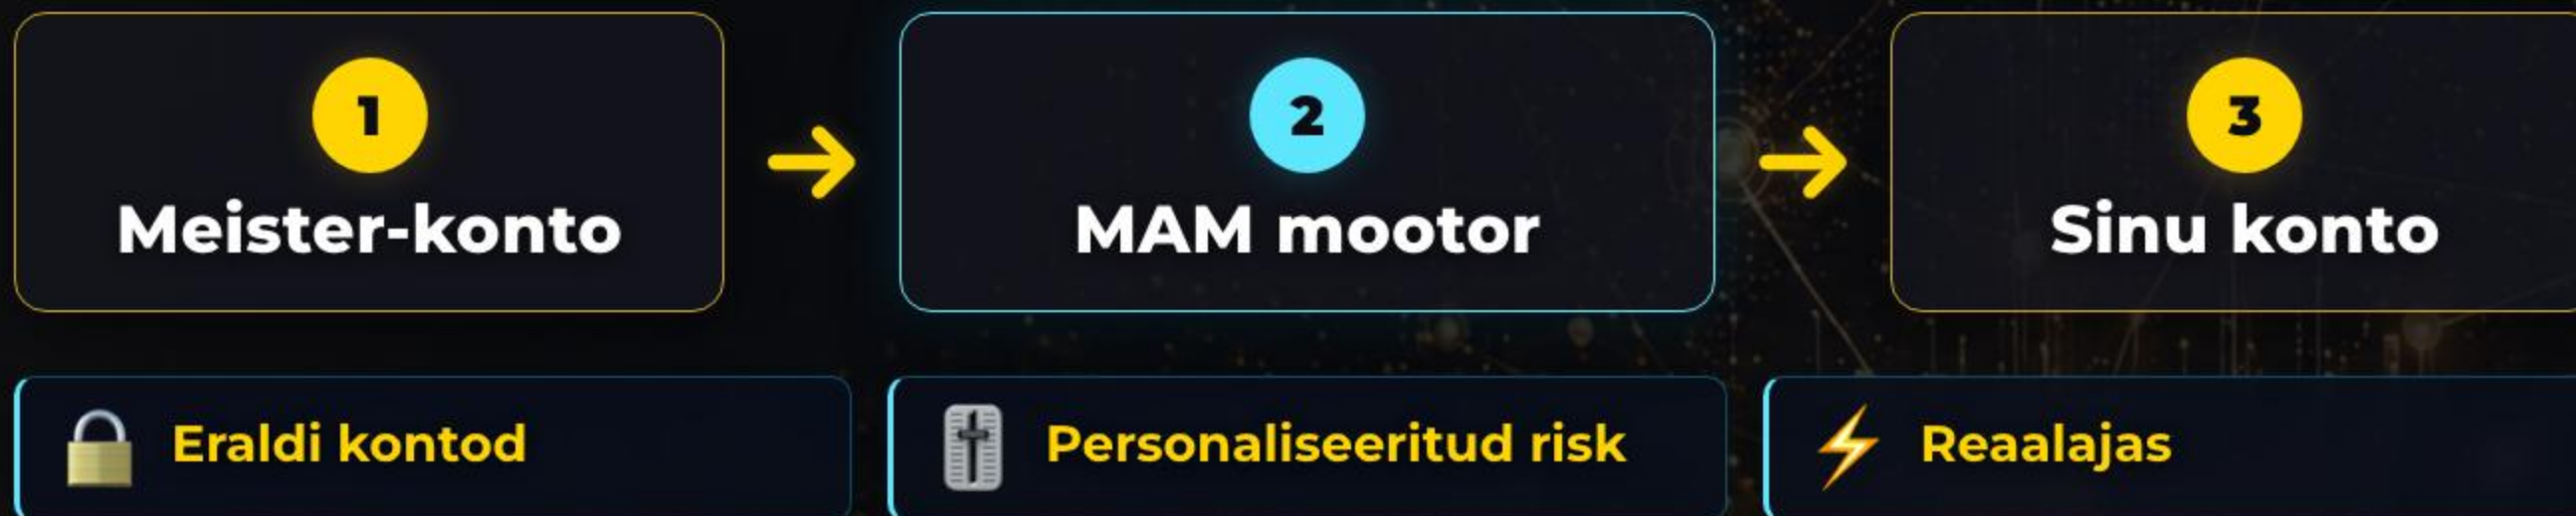 1
Meister-konto
2
MAM mootor
3
Sinu konto
Eraldi kontod
Personaliseeritud risk
Reaalajas